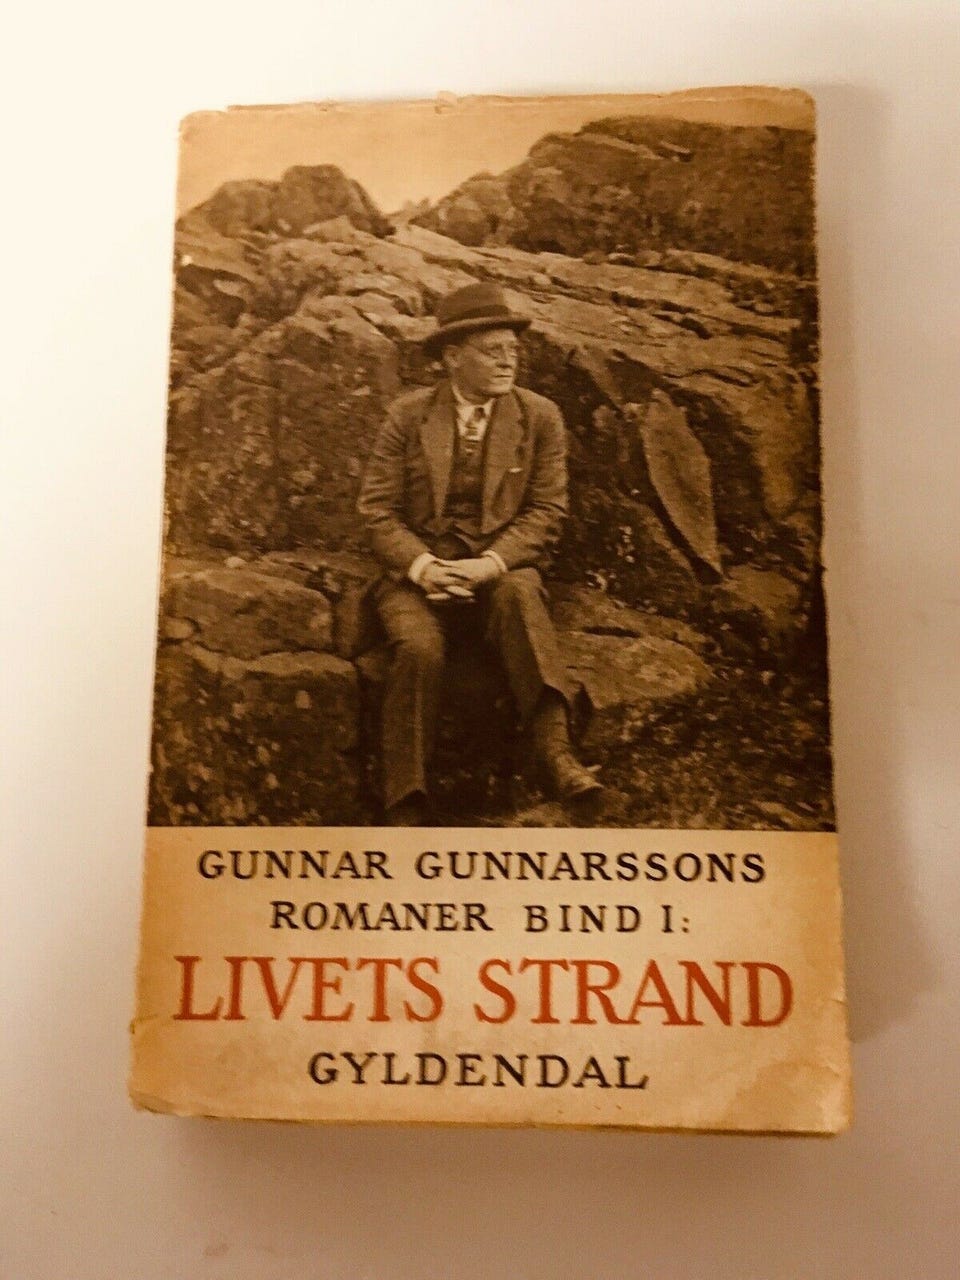 GUNNAR GUNNARSSONS
ROMANER BIND I:
LIVETS STRAND
GYLDENDAL